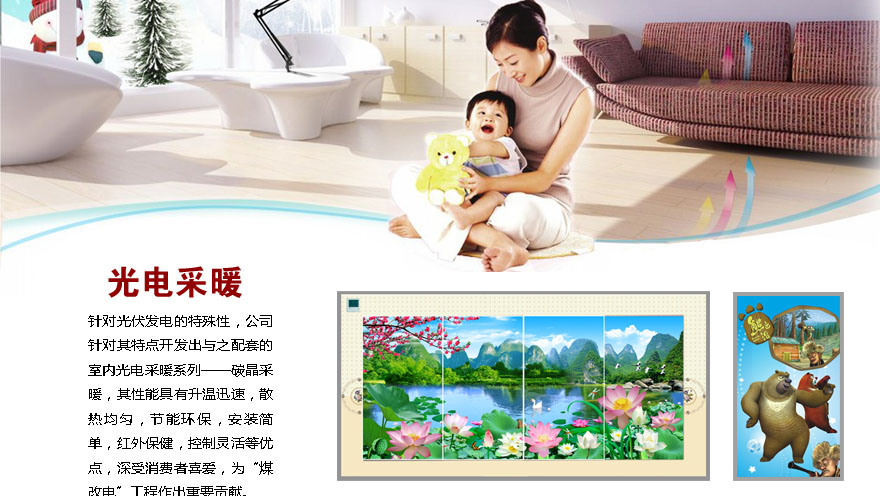 光电采暖
针对光伏发电的特殊性，公司
针对其特点开发出与之配套的
室内光电采暖系列——碳晶采
暖，其性能具有升温迅速，散
热均匀，节能环保，安装简
单，红外保健，控制灵活等优
点，深受消费者喜爱，为“煤
改电”工程作出重要贡献。